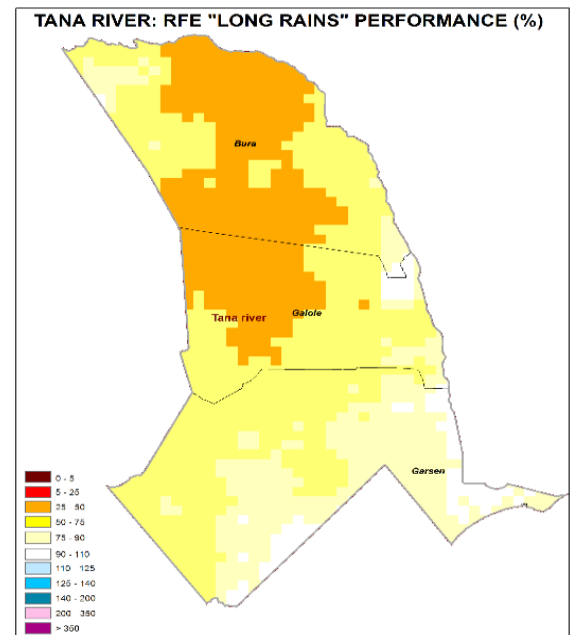 TANA RIVER: RFE "LONG RAINS" PERFORMANCE (%)
Bura
Tana river
Galole
Garsen
0 - 5
5 - 25
25 - 50
50 - 75
75 - 90
90 - 110
110 - 125
125 - 140
140 - 200
200 - 350
> 350